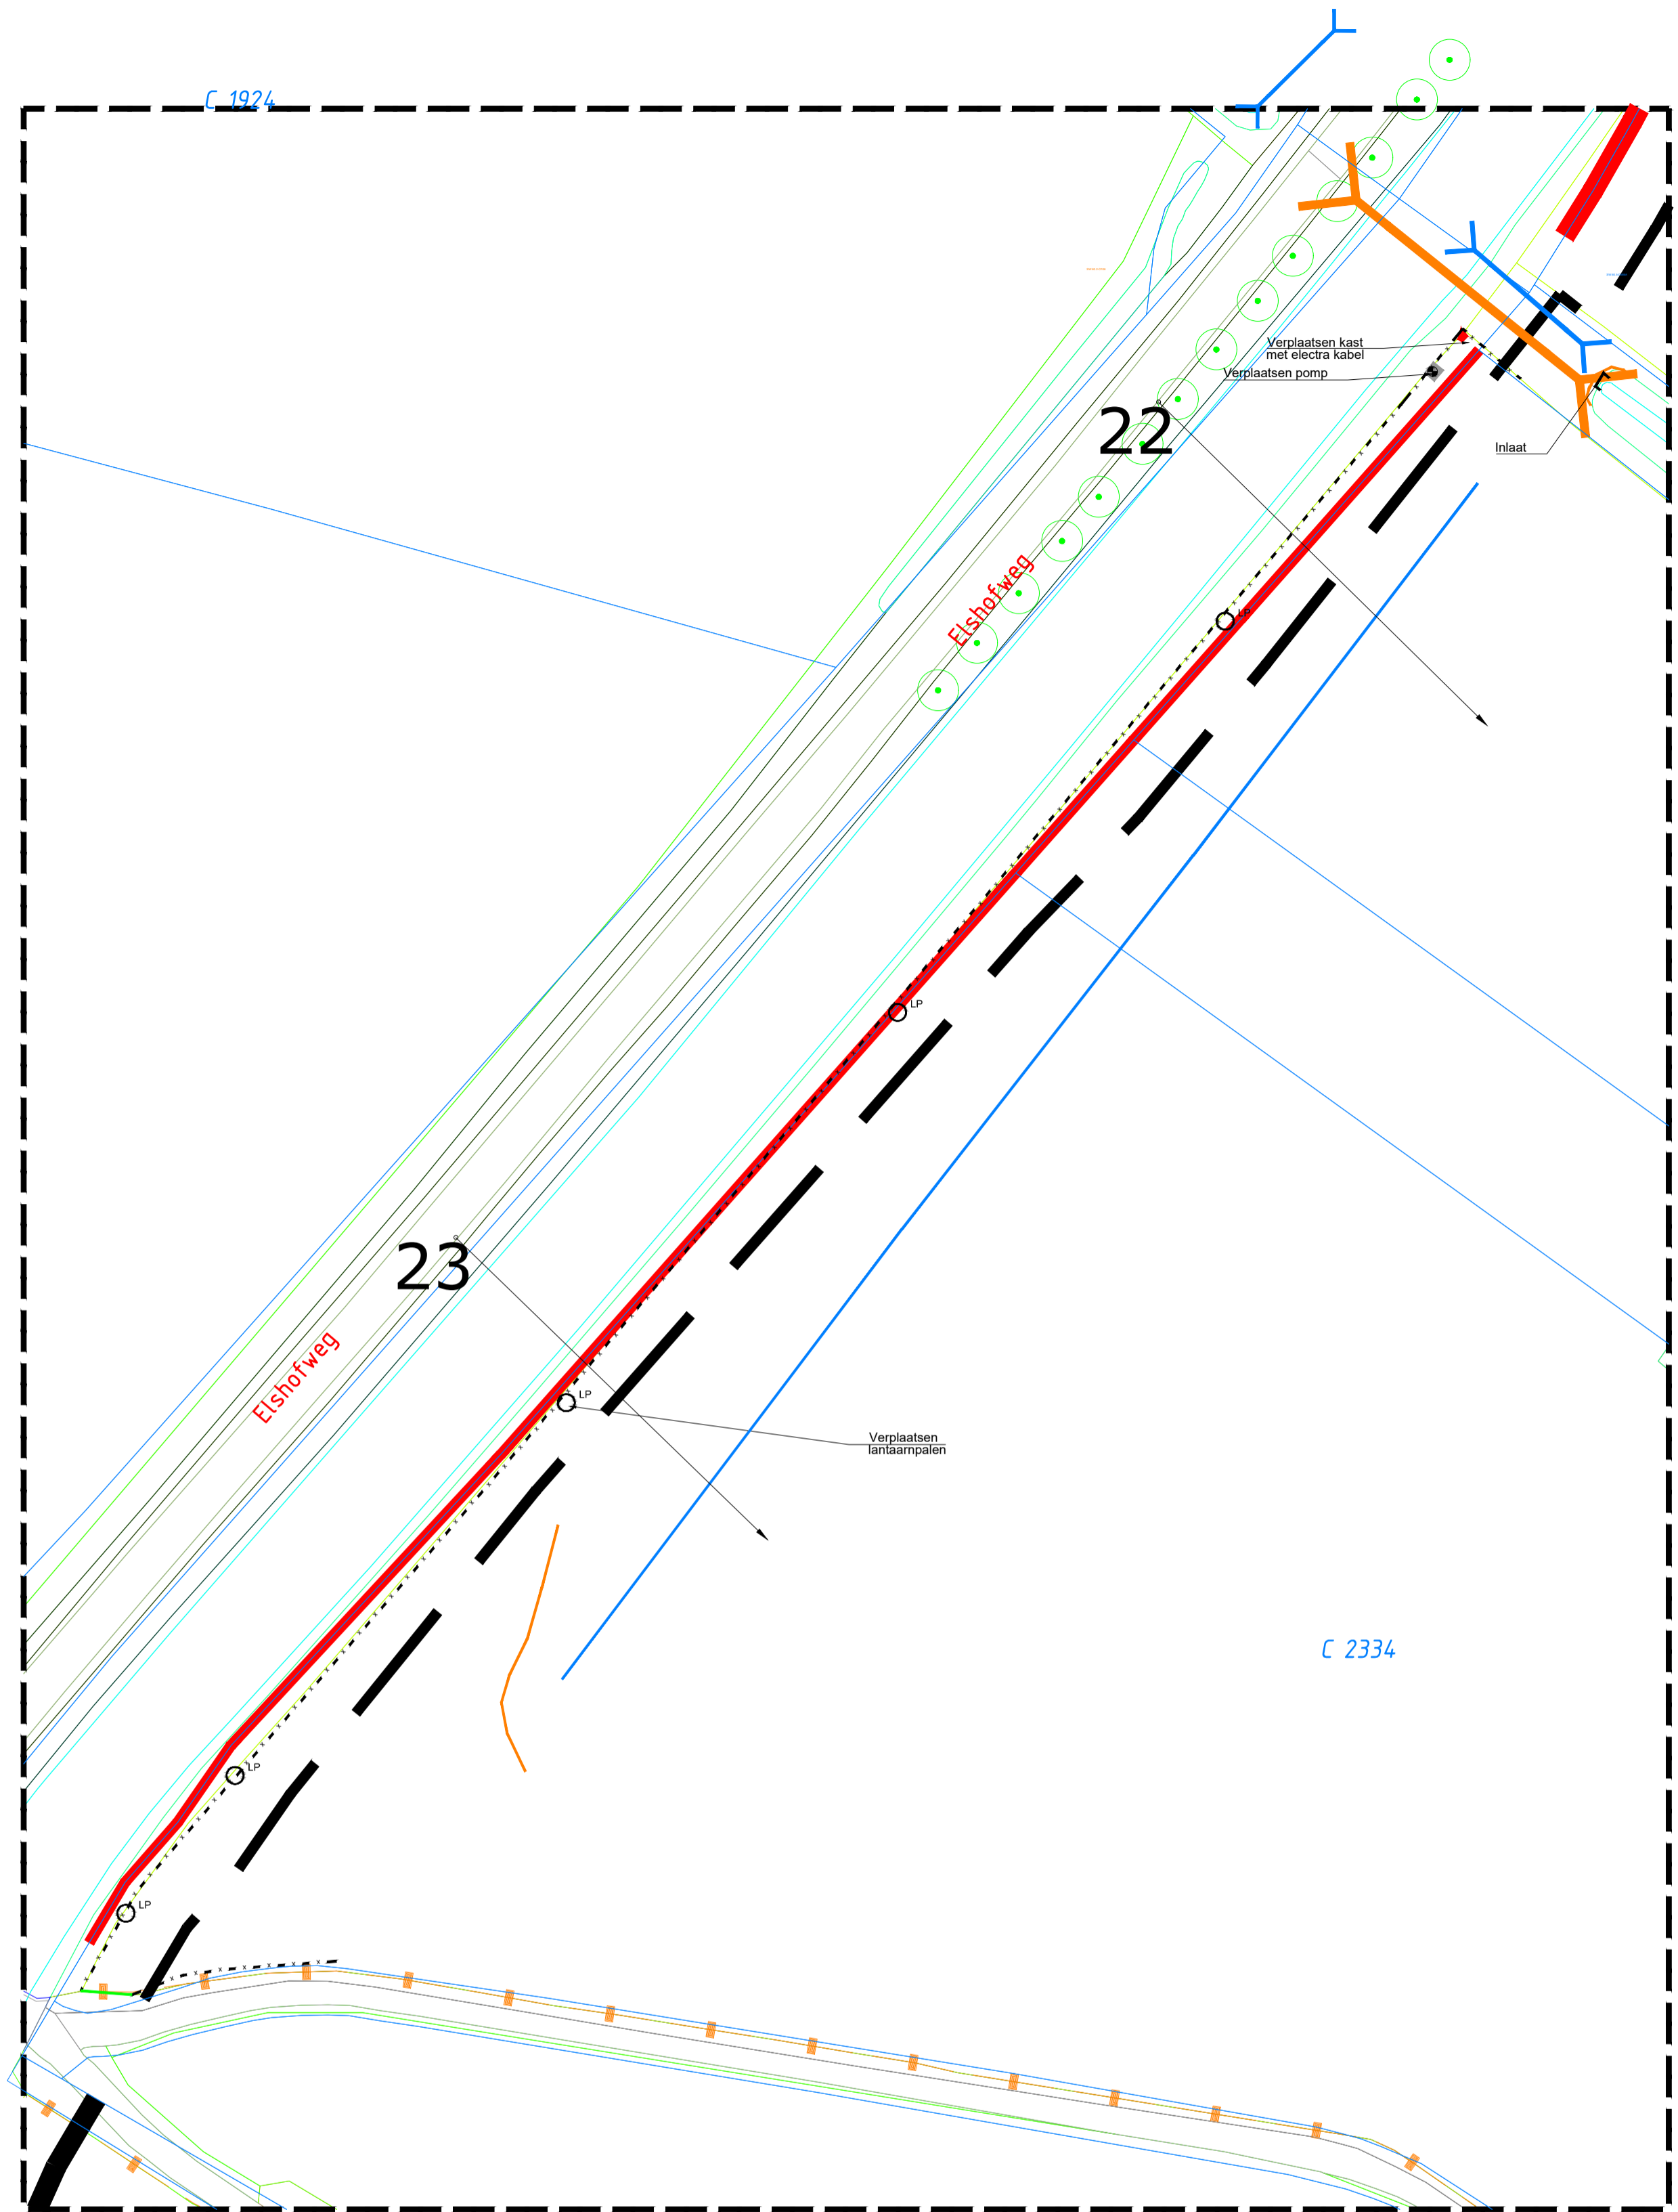 C 1924
Verplaatsen kast
met electra kabel
Verplaatsen pomp
22
Inlaat
Elshofweg
LP
LP
23
Elshofweg
LP
Verplaatsen
lantaarnpalen
C 2334
LP
LP